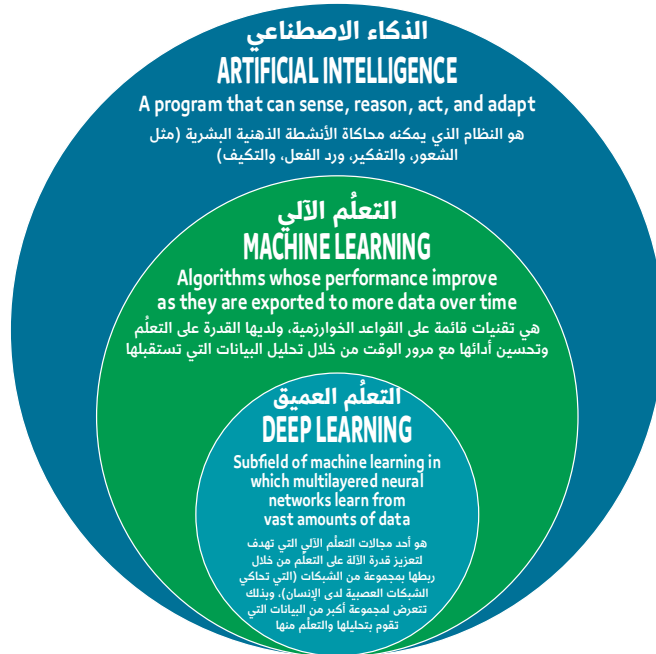 الذكاء الاصطناعي
ARTIFICIAL INTELLIGENCE
A program that can sense, reason, act, and adapt
هو النظام الذي يمكنه محاكاة الأنشطة الذهنية البشرية (مثل
الشعور، والتفكير، ورد الفعل، والتكيف)
التعلُم الآلي
MACHINE LEARNING
Algorithms whose performance improve
as they are exported to more data over time
هي تقنيات قائمة على القواعد الخوارزمية، ولديها القدرة على التعلُم
وتحسين أدائها مع مرور الوقت من خلال تحليل البيانات التي تستقبلها
التعلُم العميق
DEEP LEARNING
Subfield of machine learning in
which multilayered neural
networks learn from
vast amounts of data
هو أحد مجالات التعلُم الآلي التي تهدف
لتعزيز قدرة الآلة على التعلُم من خلال
ربطها بمجموعة من الشبكات (التي تحاكي
الشبكات العصبية لدى الإنسان)، وبذلك
تتعرض لمجموعة أكبر من البيانات التي
تقوم بتحليلها والتعلُم منها